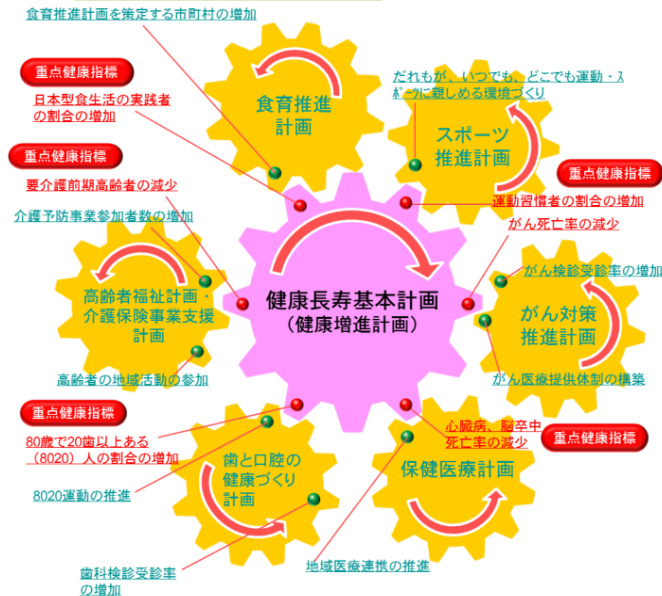 食育推進計画を策定する市町村の増加
重点健康指標
日本型食生活の実践者
の割合の増加
食育推進
計画
だれもが、いつでも、どこでも運動・ｽ
ﾎﾟｰﾂに親しめる環境づくり
スポーツ
推進計画
重点健康指標
要介護前期高齢者の減少
重点健康指標
運動習慣者の割合の増加
介護予防事業参加者数の増加
がん死亡率の減少
高齢者福祉計画・
介護保険事業支援
計画
健康長寿基本計画
（健康増進計画）
がん検診受診率の増加
がん対策
推進計画
高齢者の地域活動の参加
がん医療提供体制の構築
重点健康指標
80歳で20歯以上ある
（8020）人の割合の増加
心臓病、脳卒中
死亡率の減少
重点健康指標
歯と口腔の
健康づくり
計画
保健医療計画
8020運動の推進
歯科検診受診率
の増加
地域医療連携の推進